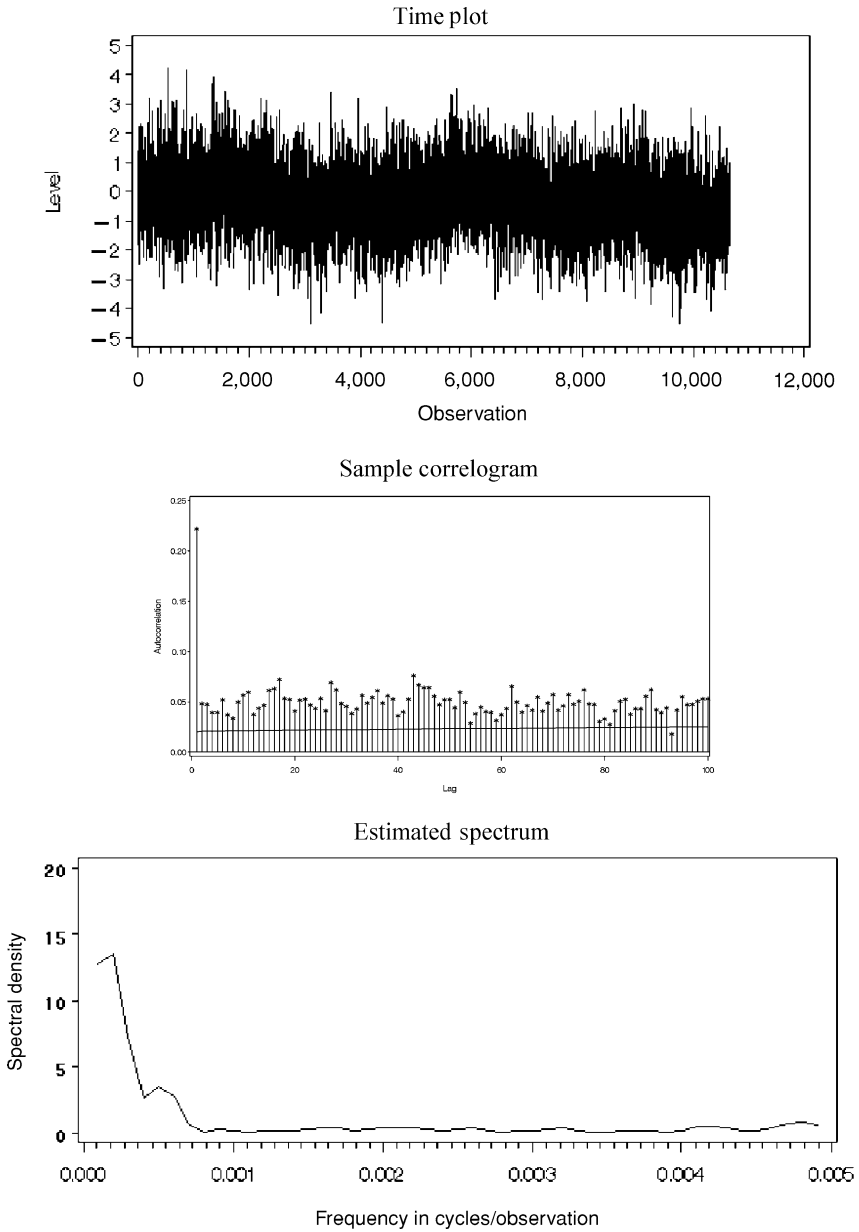 Time plot
5
4
3
2
1
0
−1
−2
−3
−4
−5
Level
0 2,000 4,000 6,000 8,000 10,000 12,000
Observation
Sample correlogram
0.25
0.20
0.15
0.10
0.05
0.00
Autocorrelation
0 20 40 60 80 100
Lag
Estimated spectrum
20
15
10
5
0
Spectral density
0.000 0.001 0.002 0.003 0.004 0.005
Frequency in cycles/observation